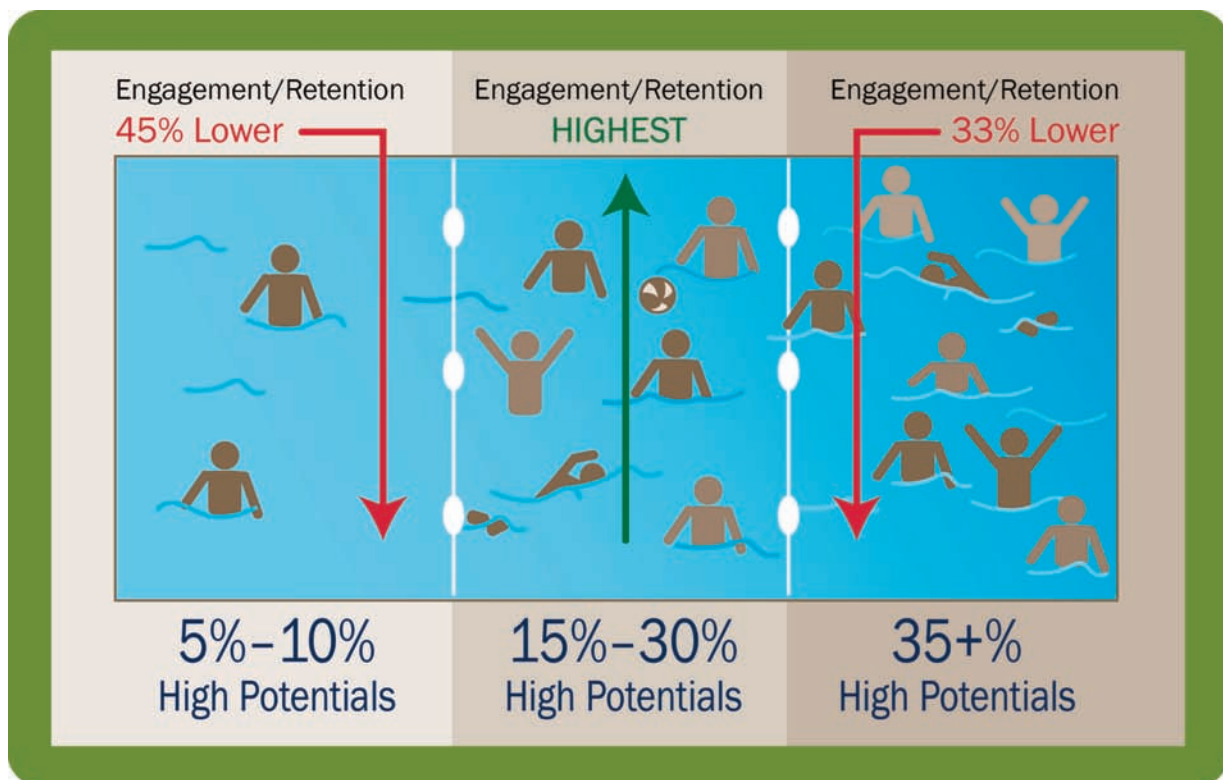 Engagement/Retention
45% Lower
Engagement/Retention
HIGHEST
Engagement/Retention
33% Lower
5%–10%
High Potentials
15%–30%
High Potentials
35+%
High Potentials